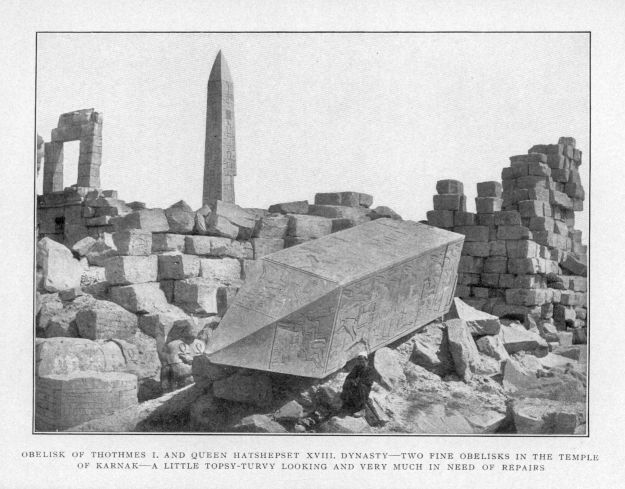 OBELISK OF THOTHMES I. AND QUEEN HATSHEPSET XVIII. DYNASTY—TWO FINE OBELISKS IN THE TEMPLE
OF KARNAK—A LITTLE TOPSY-TURVY LOOKING AND VERY MUCH IN NEED OF REPAIRS